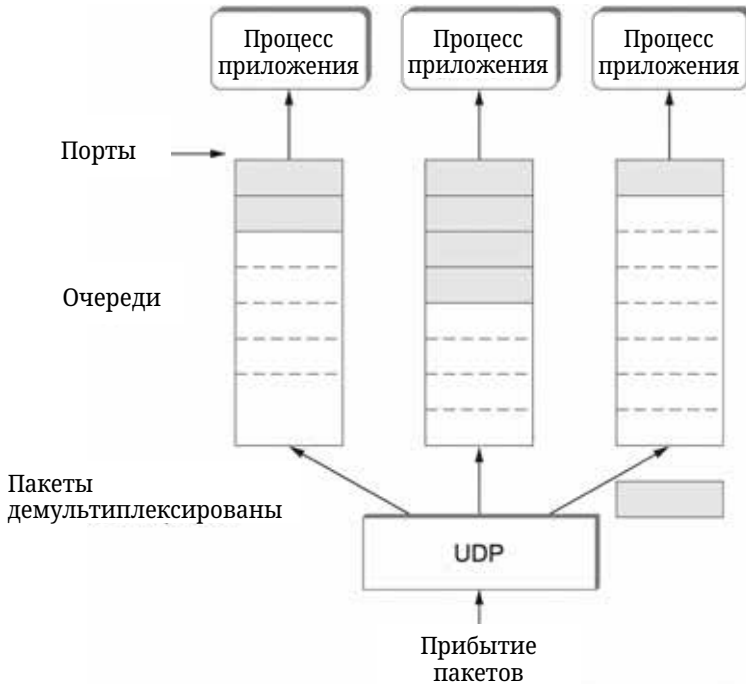 Процесс
приложения
Процесс
приложения
Процесс
приложения
Порты
Очереди
Пакеты
демультиплексированы
UDP
Прибытие
пакетов